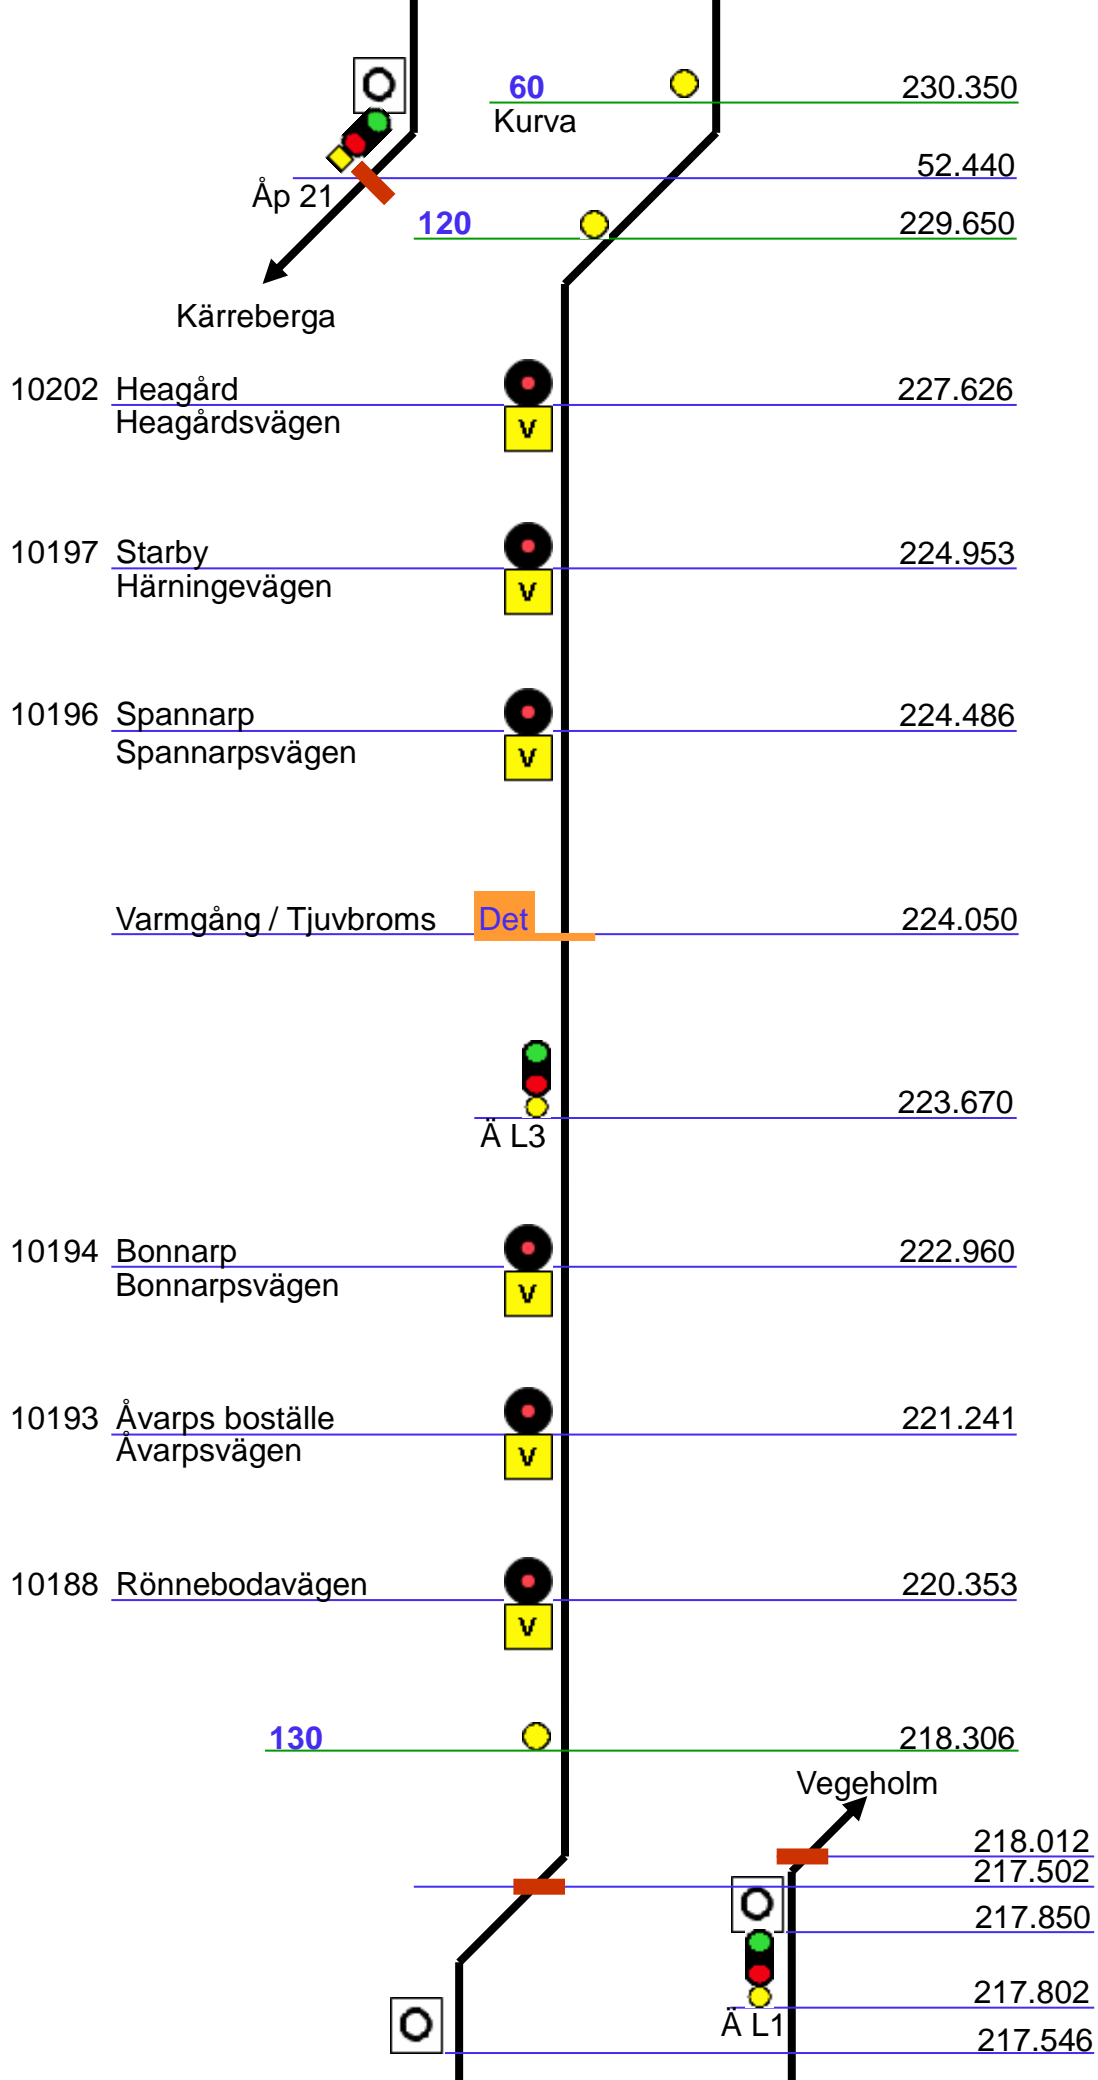 60 230.350
Kurva
52.440
Åp 21
120 229.650
Kärreberga
10202 Heagård 227.626
Heagårdsvägen
V
10197 Starby 224.953
Härningevägen
V
10196 Spannarp 224.486
Spannarpsvägen
V
Varmgång / Tjuvbroms Det 224.050
223.670
Ä L3
10194 Bonnarp 222.960
Bonnarpsvägen
V
10193 Åvarps boställe 221.241
Åvarpsvägen
V
10188 Rönnebodavägen 220.353
V
130 218.306
Vegeholm
218.012
217.502
217.850
217.802
Ä L1
217.546